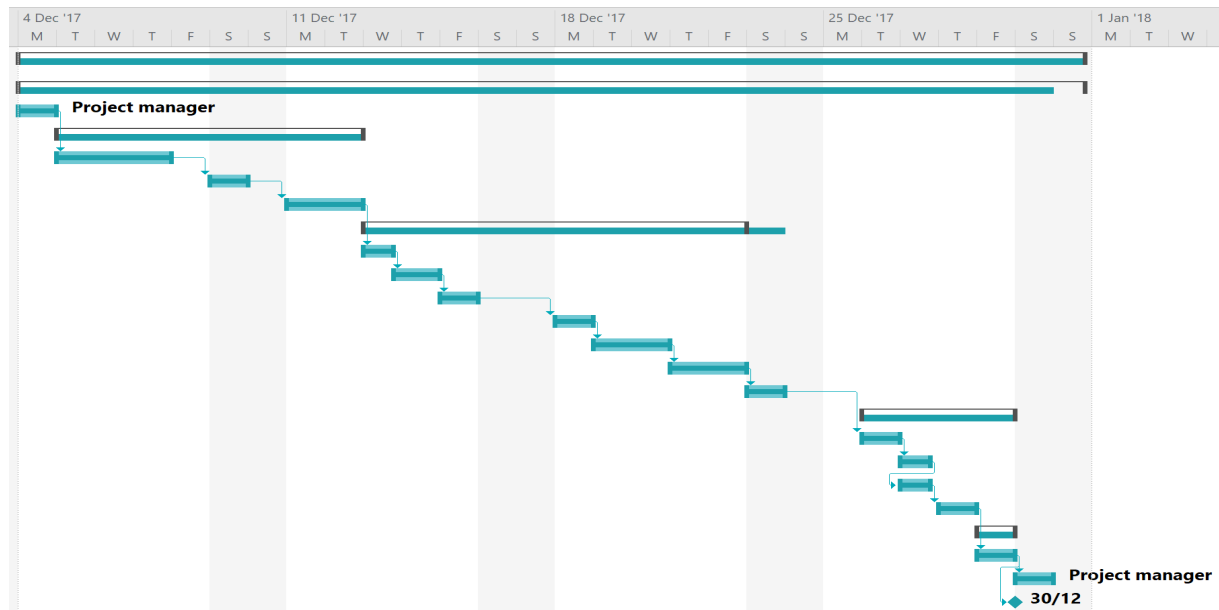 4 Dec '17 11 Dec '17 18 Dec '17 25 Dec '17 1 Jan '18
M T W T F S S M T W T F S S M T W T F S S M T W T F S S M T W
Project manager
Project manager
30/12